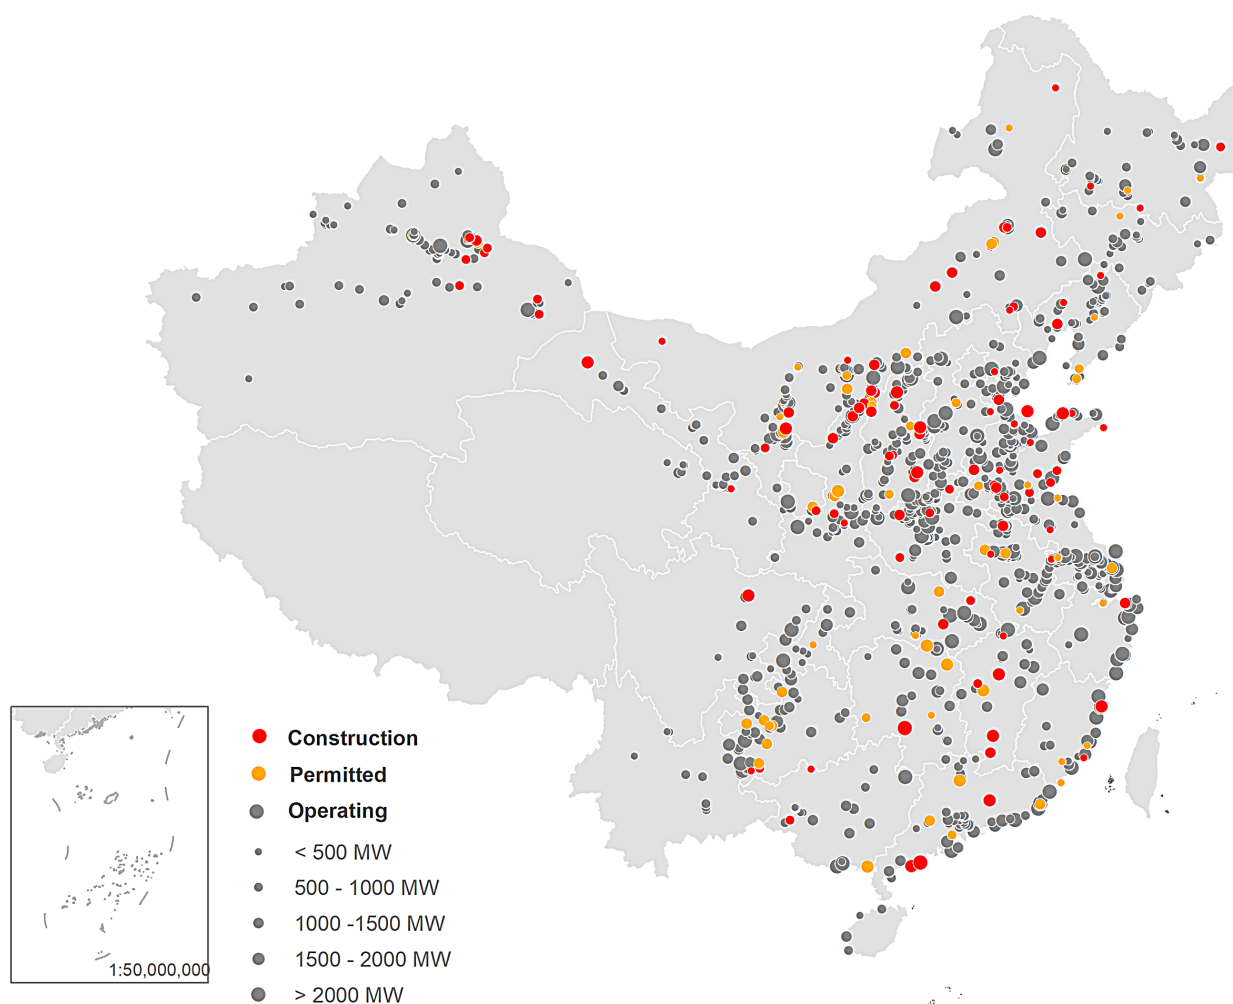 Construction
Permitted
Operating
< 500 MW
500 - 1000 MW
1000 -1500 MW
1500 - 2000 MW
> 2000 MW
1:50,000,000